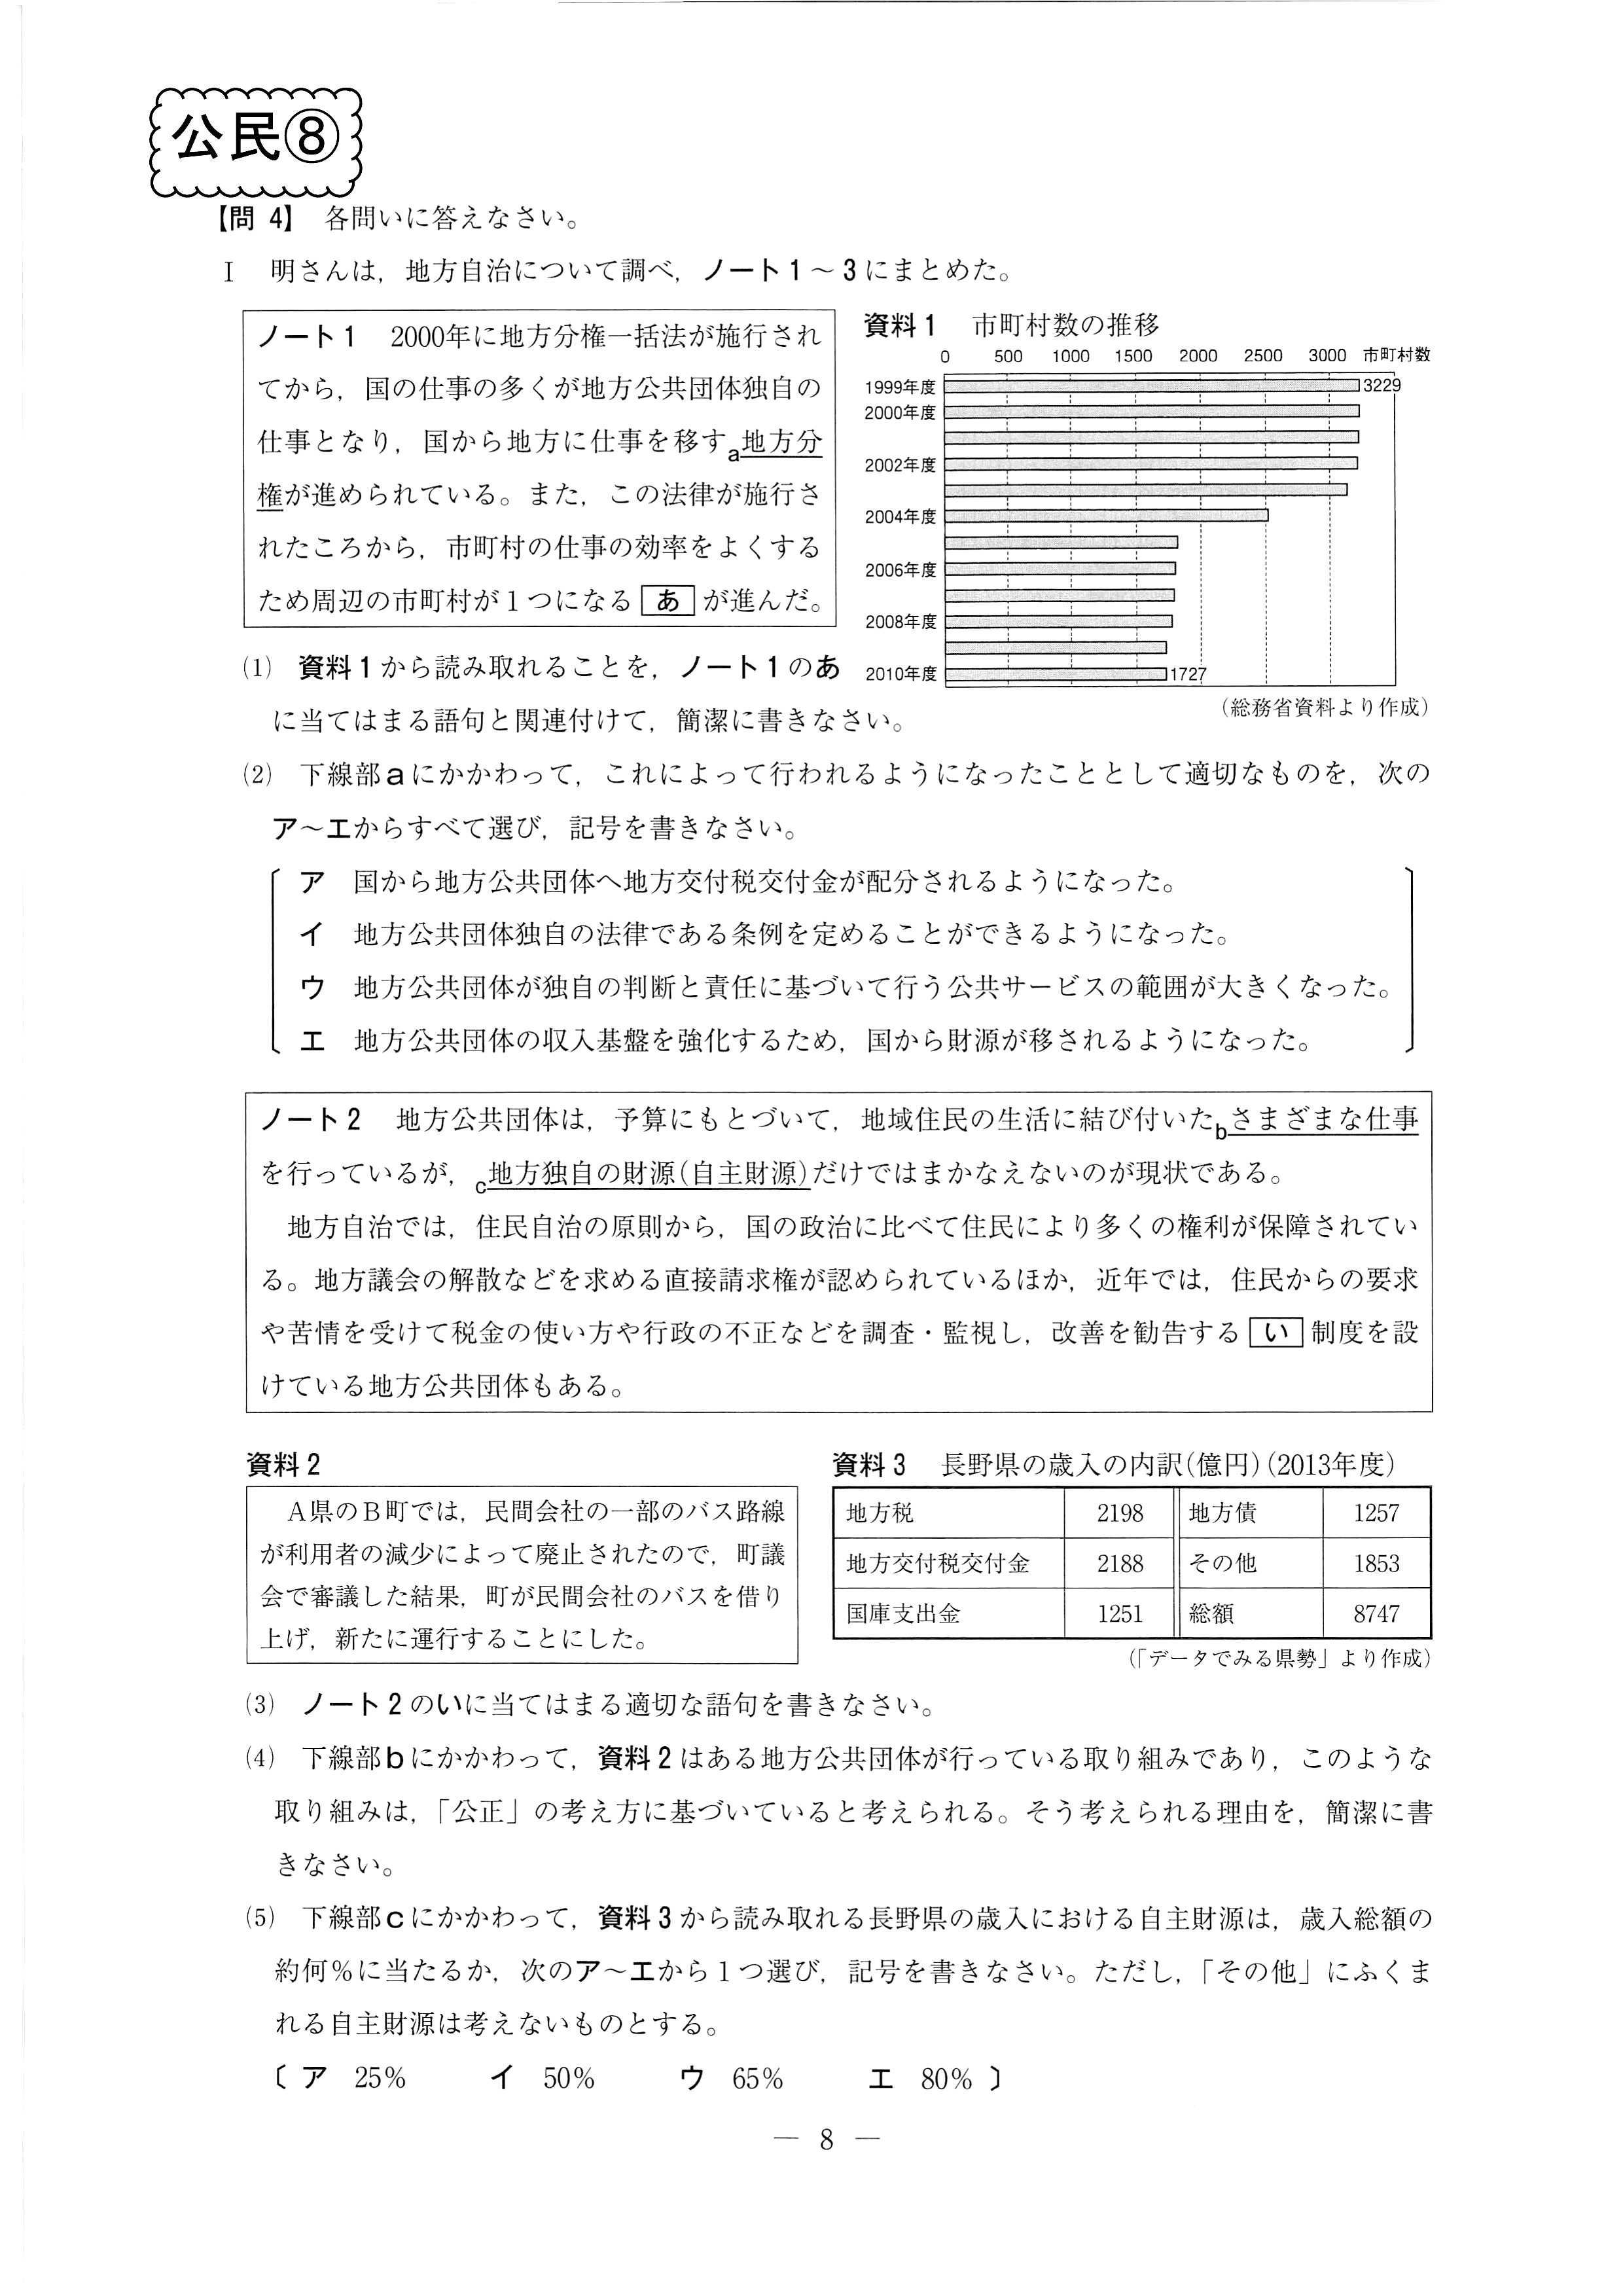 公民⑧
【問 4】 各問いに答えなさい。
Ⅰ 明さんは，地方自治について調べ，ノート1～3にまとめた。
ノート1 2000年に地方分権一括法が施行され
てから，国の仕事の多くが地方公共団体独自の
仕事となり，国から地方に仕事を移すa地方分
権が進められている。また，この法律が施行さ
れたころから，市町村の仕事の効率をよくする
ため周辺の市町村が1つになる あ が進んだ。
資料1 市町村数の推移
0 500 1000 1500 2000 2500 3000 市町村数
1999年度 3229
2000年度
2002年度
2004年度
2006年度
2008年度
2010年度 1727
（総務省資料より作成）
(1) 資料1から読み取れることを，ノート1のあ
に当てはまる語句と関連付けて，簡潔に書きなさい。
(2) 下線部aにかかわって，これによって行われるようになったこととして適切なものを，次の
ア～エからすべて選び，記号を書きなさい。
ア 国から地方公共団体へ地方交付税交付金が配分されるようになった。
イ 地方公共団体独自の法律である条例を定めることができるようになった。
ウ 地方公共団体が独自の判断と責任に基づいて行う公共サービスの範囲が大きくなった。
エ 地方公共団体の収入基盤を強化するため，国から財源が移されるようになった。
ノート2 地方公共団体は，予算にもとづいて，地域住民の生活に結び付いたbさまざまな仕事
を行っているが，c地方独自の財源（自主財源）だけではまかなえないのが現状である。
地方自治では，住民自治の原則から，国の政治に比べて住民により多くの権利が保障されてい
る。地方議会の解散などを求める直接請求権が認められているほか，近年では，住民からの要求
や苦情を受けて税金の使い方や行政の不正などを調査・監視し，改善を勧告する い 制度を設
けている地方公共団体もある。
資料2
A県のB町では，民間会社の一部のバス路線
が利用者の減少によって廃止されたので，町議
会で審議した結果，町が民間会社のバスを借り
上げ，新たに運行することにした。
資料3 長野県の歳入の内訳（億円）（2013年度）
地方税 2198 地方債 1257
地方交付税交付金 2188 その他 1853
国庫支出金 1251 総額 8747
（「データでみる県勢」より作成）
(3) ノート2のいに当てはまる適切な語句を書きなさい。
(4) 下線部bにかかわって，資料2はある地方公共団体が行っている取り組みであり，このような
取り組みは，「公正」の考え方に基づいていると考えられる。そう考えられる理由を，簡潔に書
きなさい。
(5) 下線部cにかかわって，資料3から読み取れる長野県の歳入における自主財源は，歳入総額の
約何％に当たるか，次のア～エから1つ選び，記号を書きなさい。ただし，「その他」にふくま
れる自主財源は考えないものとする。
〔 ア 25％ イ 50％ ウ 65％ エ 80％ 〕
— 8 —